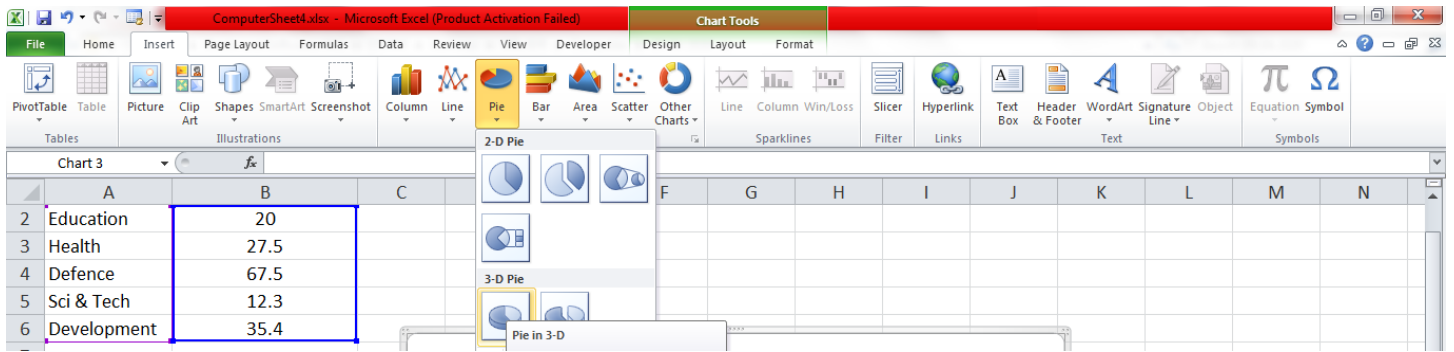 ComputerSheet4.xlsx - Microsoft Excel (Product Activation Failed) Chart Tools
File Home Insert Page Layout Formulas Data Review View Developer Design Layout Format
PivotTable Table Picture Clip Art Shapes SmartArt Screenshot Column Line Pie Bar Area Scatter Other Charts Line Column Win/Loss Slicer Hyperlink Text Box Header & Footer WordArt Signature Line Object Equation Symbol
Tables Illustrations Sparklines Filter Links Text Symbols
2-D Pie
Chart 3 fx
A B C F G H I J K L M N
2 Education 20
3 Health 27.5
4 Defence 67.5
3-D Pie
5 Sci & Tech 12.3
6 Development 35.4
Pie in 3-D